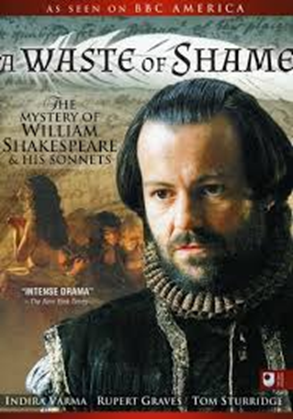 AS SEEN ON BBC AMERICA
A WASTE OF SHAME
THE
MYSTERY OF
WILLIAM
SHAKESPEARE
& HIS SONNETS
"INTENSE DRAMA"
—The New York Times
INDIRA VARMA RUPERT GRAVES TOM STURRIDGE